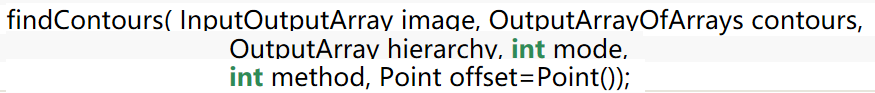 findContours( InputOutputArray image, OutputArrayOfArrays contours,
OutputArray hierarchy, int mode,
int method, Point offset=Point());